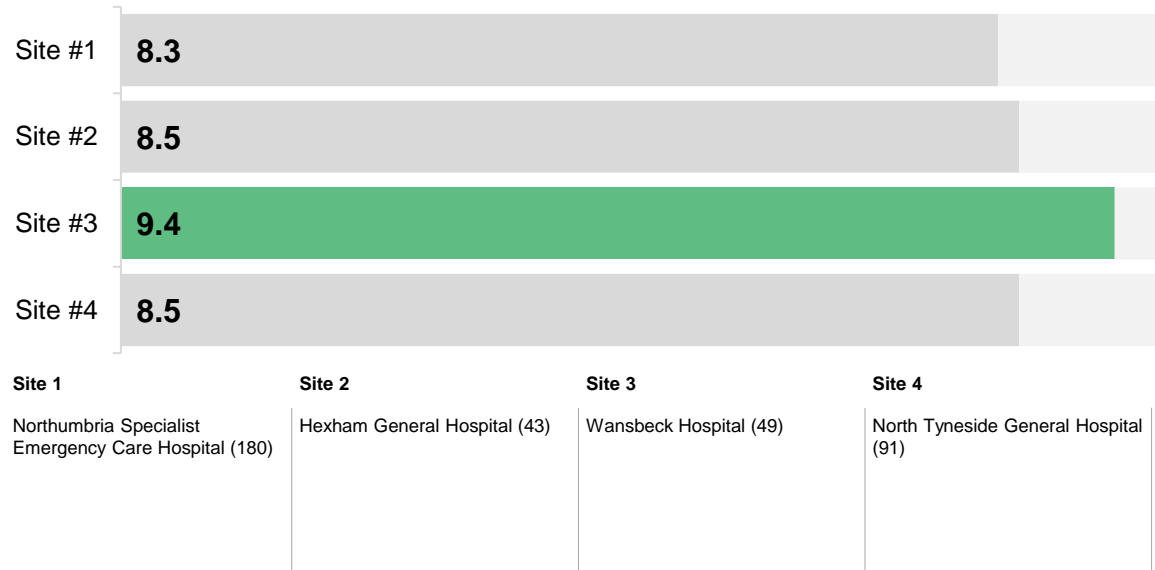 Site #1 8.3
Site #2 8.5
Site #3 9.4
Site #4 8.5
Site 1 Site 2 Site 3 Site 4
Northumbria Specialist
Emergency Care Hospital (180)
Hexham General Hospital (43)
Wansbeck Hospital (49)
North Tyneside General Hospital
(91)